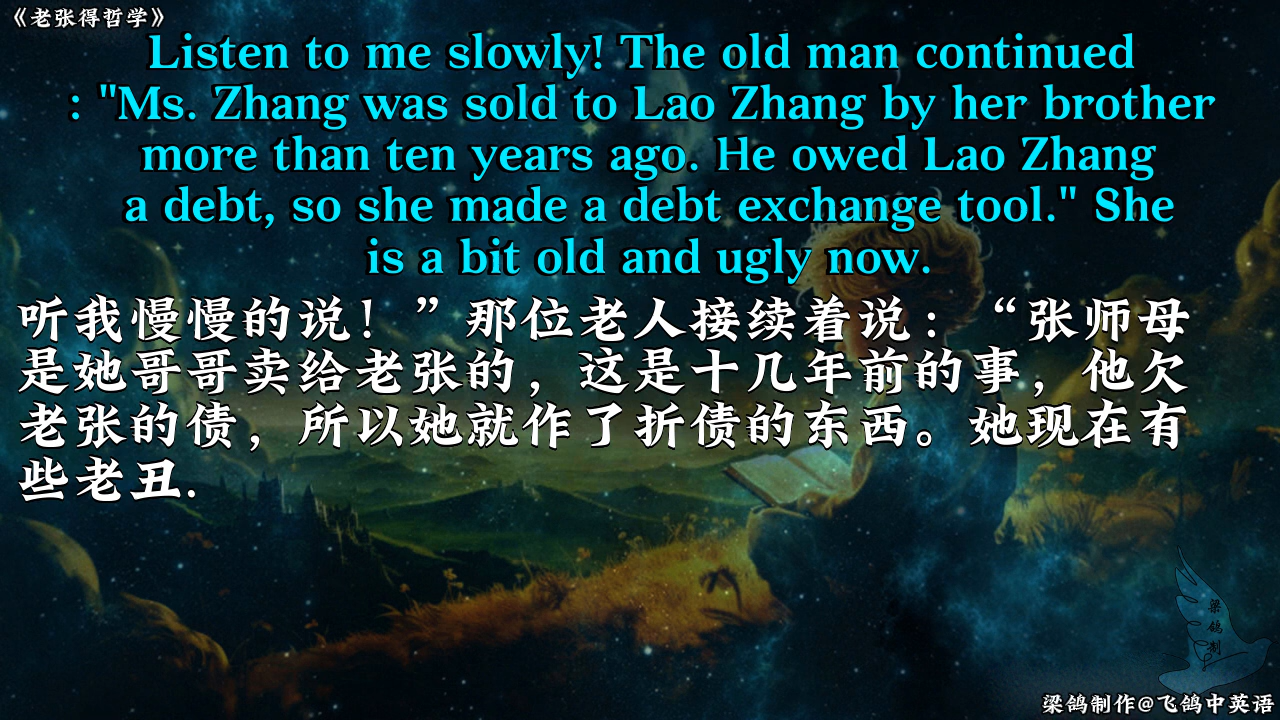 《老张得哲学》
Listen to me slowly! The old man continued
: "Ms. Zhang was sold to Lao Zhang by her brother
more than ten years ago. He owed Lao Zhang
a debt, so she made a debt exchange tool." She
is a bit old and ugly now.
听我慢慢的说！”那位老人接续着说：“张师母
是她哥哥卖给老张的，这是十几年前的事，他欠
老张的债，所以她就作了折债的东西。她现在有
些老丑.
梁鸽制
梁鸽制作@飞鸽中英语